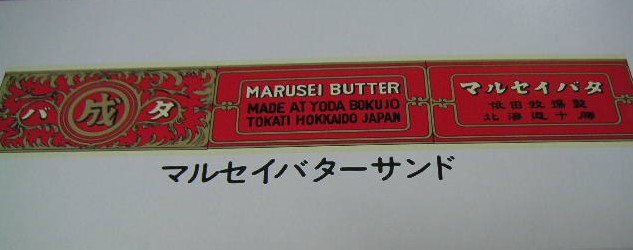 バ 成 タ
MARUSEI BUTTER
MADE AT YODA BOKUJO
TOKATI HOKKAIDO JAPAN
マルセイバタ
依田牧場製
北海道十勝
マルセイバターサンド